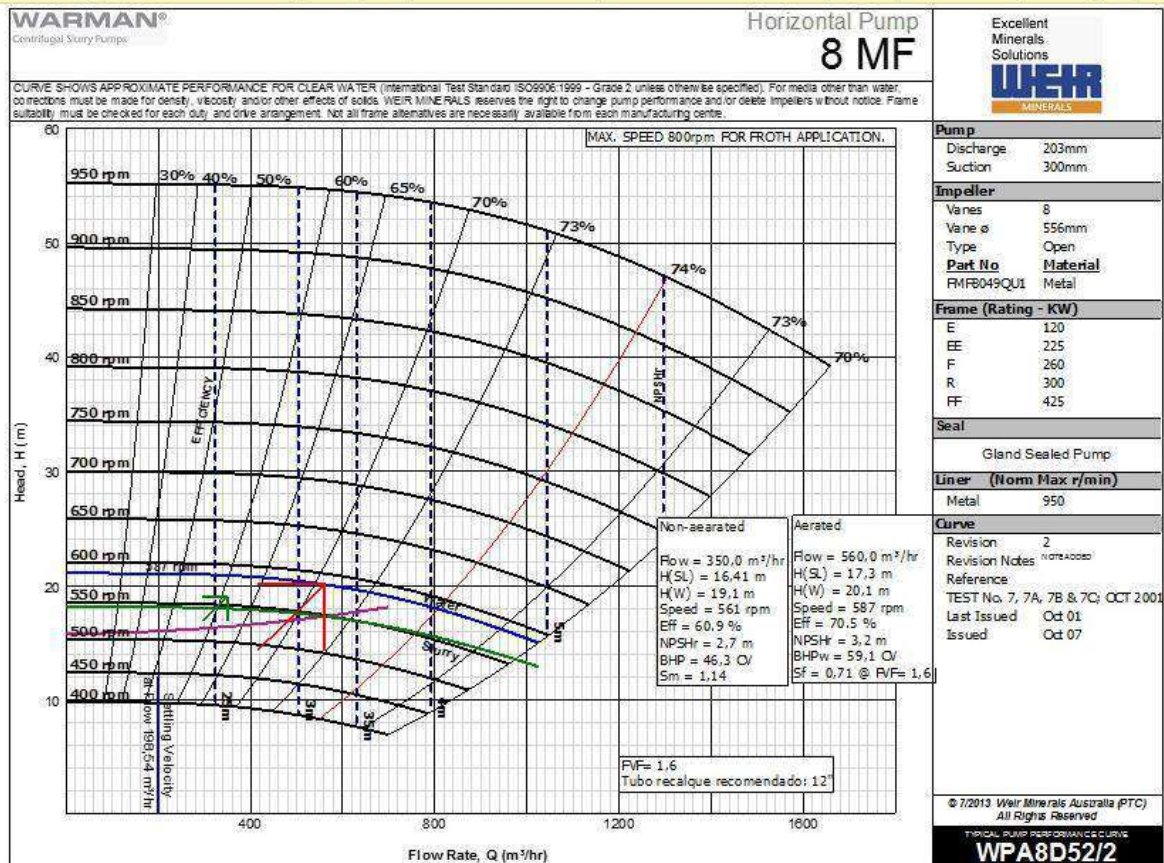 WARMAN®
Centrifugal Slurry Pumps
Horizontal Pump
8 MF
CURVE SHOWS APPROXIMATE PERFORMANCE FOR CLEAR WATER (International Test Standard ISO9906:1999 - Grade 2 unless otherwise specified). For media other than water,
corrections must be made for density, viscosity and/or other effects of solids. WEIR MINERALS reserves the right to change pump performance and/or delete impellers without notice. Frame
suitability must be checked for each duty and drive arrangement. Not all frame alternatives are necessarily available from each manufacturing centre.
MAX. SPEED 800rpm FOR FROTH APPLICATION.
Head, H (m)
60
50
40
30
20
10
950 rpm
900 rpm
850 rpm
800 rpm
750 rpm
700 rpm
650 rpm
600 rpm
587 rpm
550 rpm
500 rpm
450 rpm
400 rpm
30%
40%
50%
60%
65%
70%
73%
74%
73%
70%
EFFICIENCY
NPSHr
Slurry
2.5m
3m
3.5m
4m
5m
Settling Velocity
at Flow 198,54 m³/hr
Non-aerarated
Flow = 350,0 m³/hr
H(SL) = 16,41 m
H(W) = 19,1 m
Speed = 561 rpm
Eff = 60.9 %
NPSHr = 2,7 m
BHP = 46,3 CV
Sm = 1,14
Aerated
Flow = 560,0 m³/hr
H(SL) = 17,3 m
H(W) = 20,1 m
Speed = 587 rpm
Eff = 70.5 %
NPSHr = 3,2 m
BHPw = 59,1 CV
Sf = 0,71 @ FVF= 1,6
FVF= 1,6
Tubo recalque recomendado: 12"
400
800
1200
1600
Flow Rate, Q (m³/hr)
Excellent
Minerals
Solutions
WEIR
MINERALS
Pump
Discharge 203mm
Suction 300mm
Impeller
Vanes 8
Vane ø 556mm
Type Open
Part No Material
FMF8049QU1 Metal
Frame (Rating - KW)
E 120
EE 225
F 260
R 300
FF 425
Seal
Gland Sealed Pump
Liner (Norm Max r/min)
Metal 950
Curve
Revision 2
Revision Notes NOTE ADDED
Reference
TEST No. 7, 7A, 7B & 7C; OCT 2001
Last Issued Oct 01
Issued Oct 07
© 7/2013 Weir Minerals Australia (PTC)
All Rights Reserved
TYPICAL PUMP PERFORMANCE CURVE
WPA8D52/2